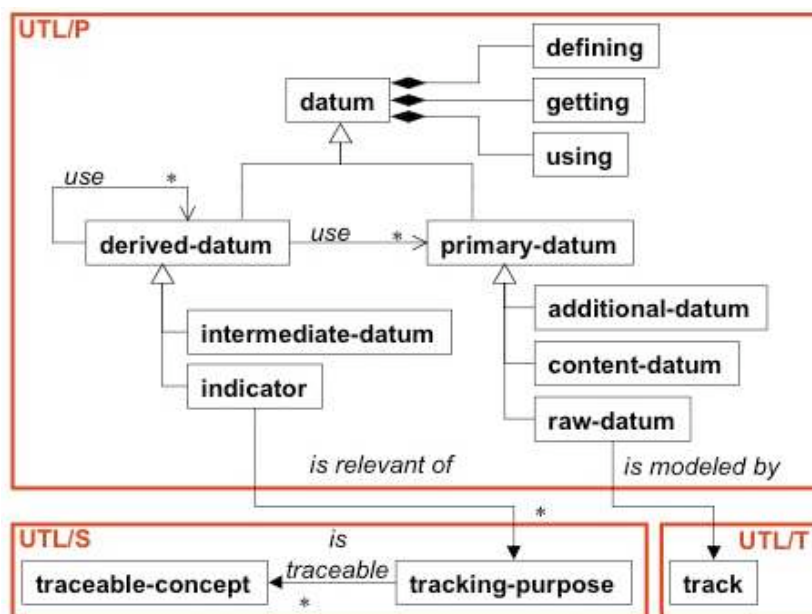 UTL/P
defining
datum
getting
using
use
*
derived-datum
use
*
primary-datum
intermediate-datum
additional-datum
content-datum
indicator
raw-datum
is relevant of
is modeled by
*
UTL/S
UTL/T
is
traceable
*
traceable-concept
tracking-purpose
track